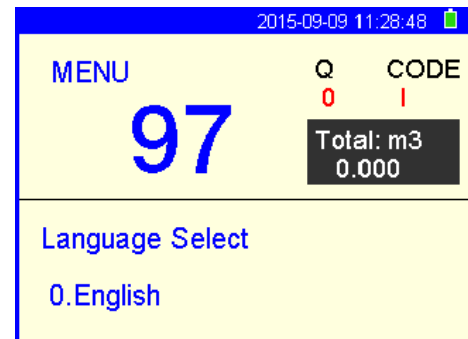 2015-09-09 11:28:48
MENU
97
Q CODE
0 I
Total: m3
0.000
Language Select
0.English